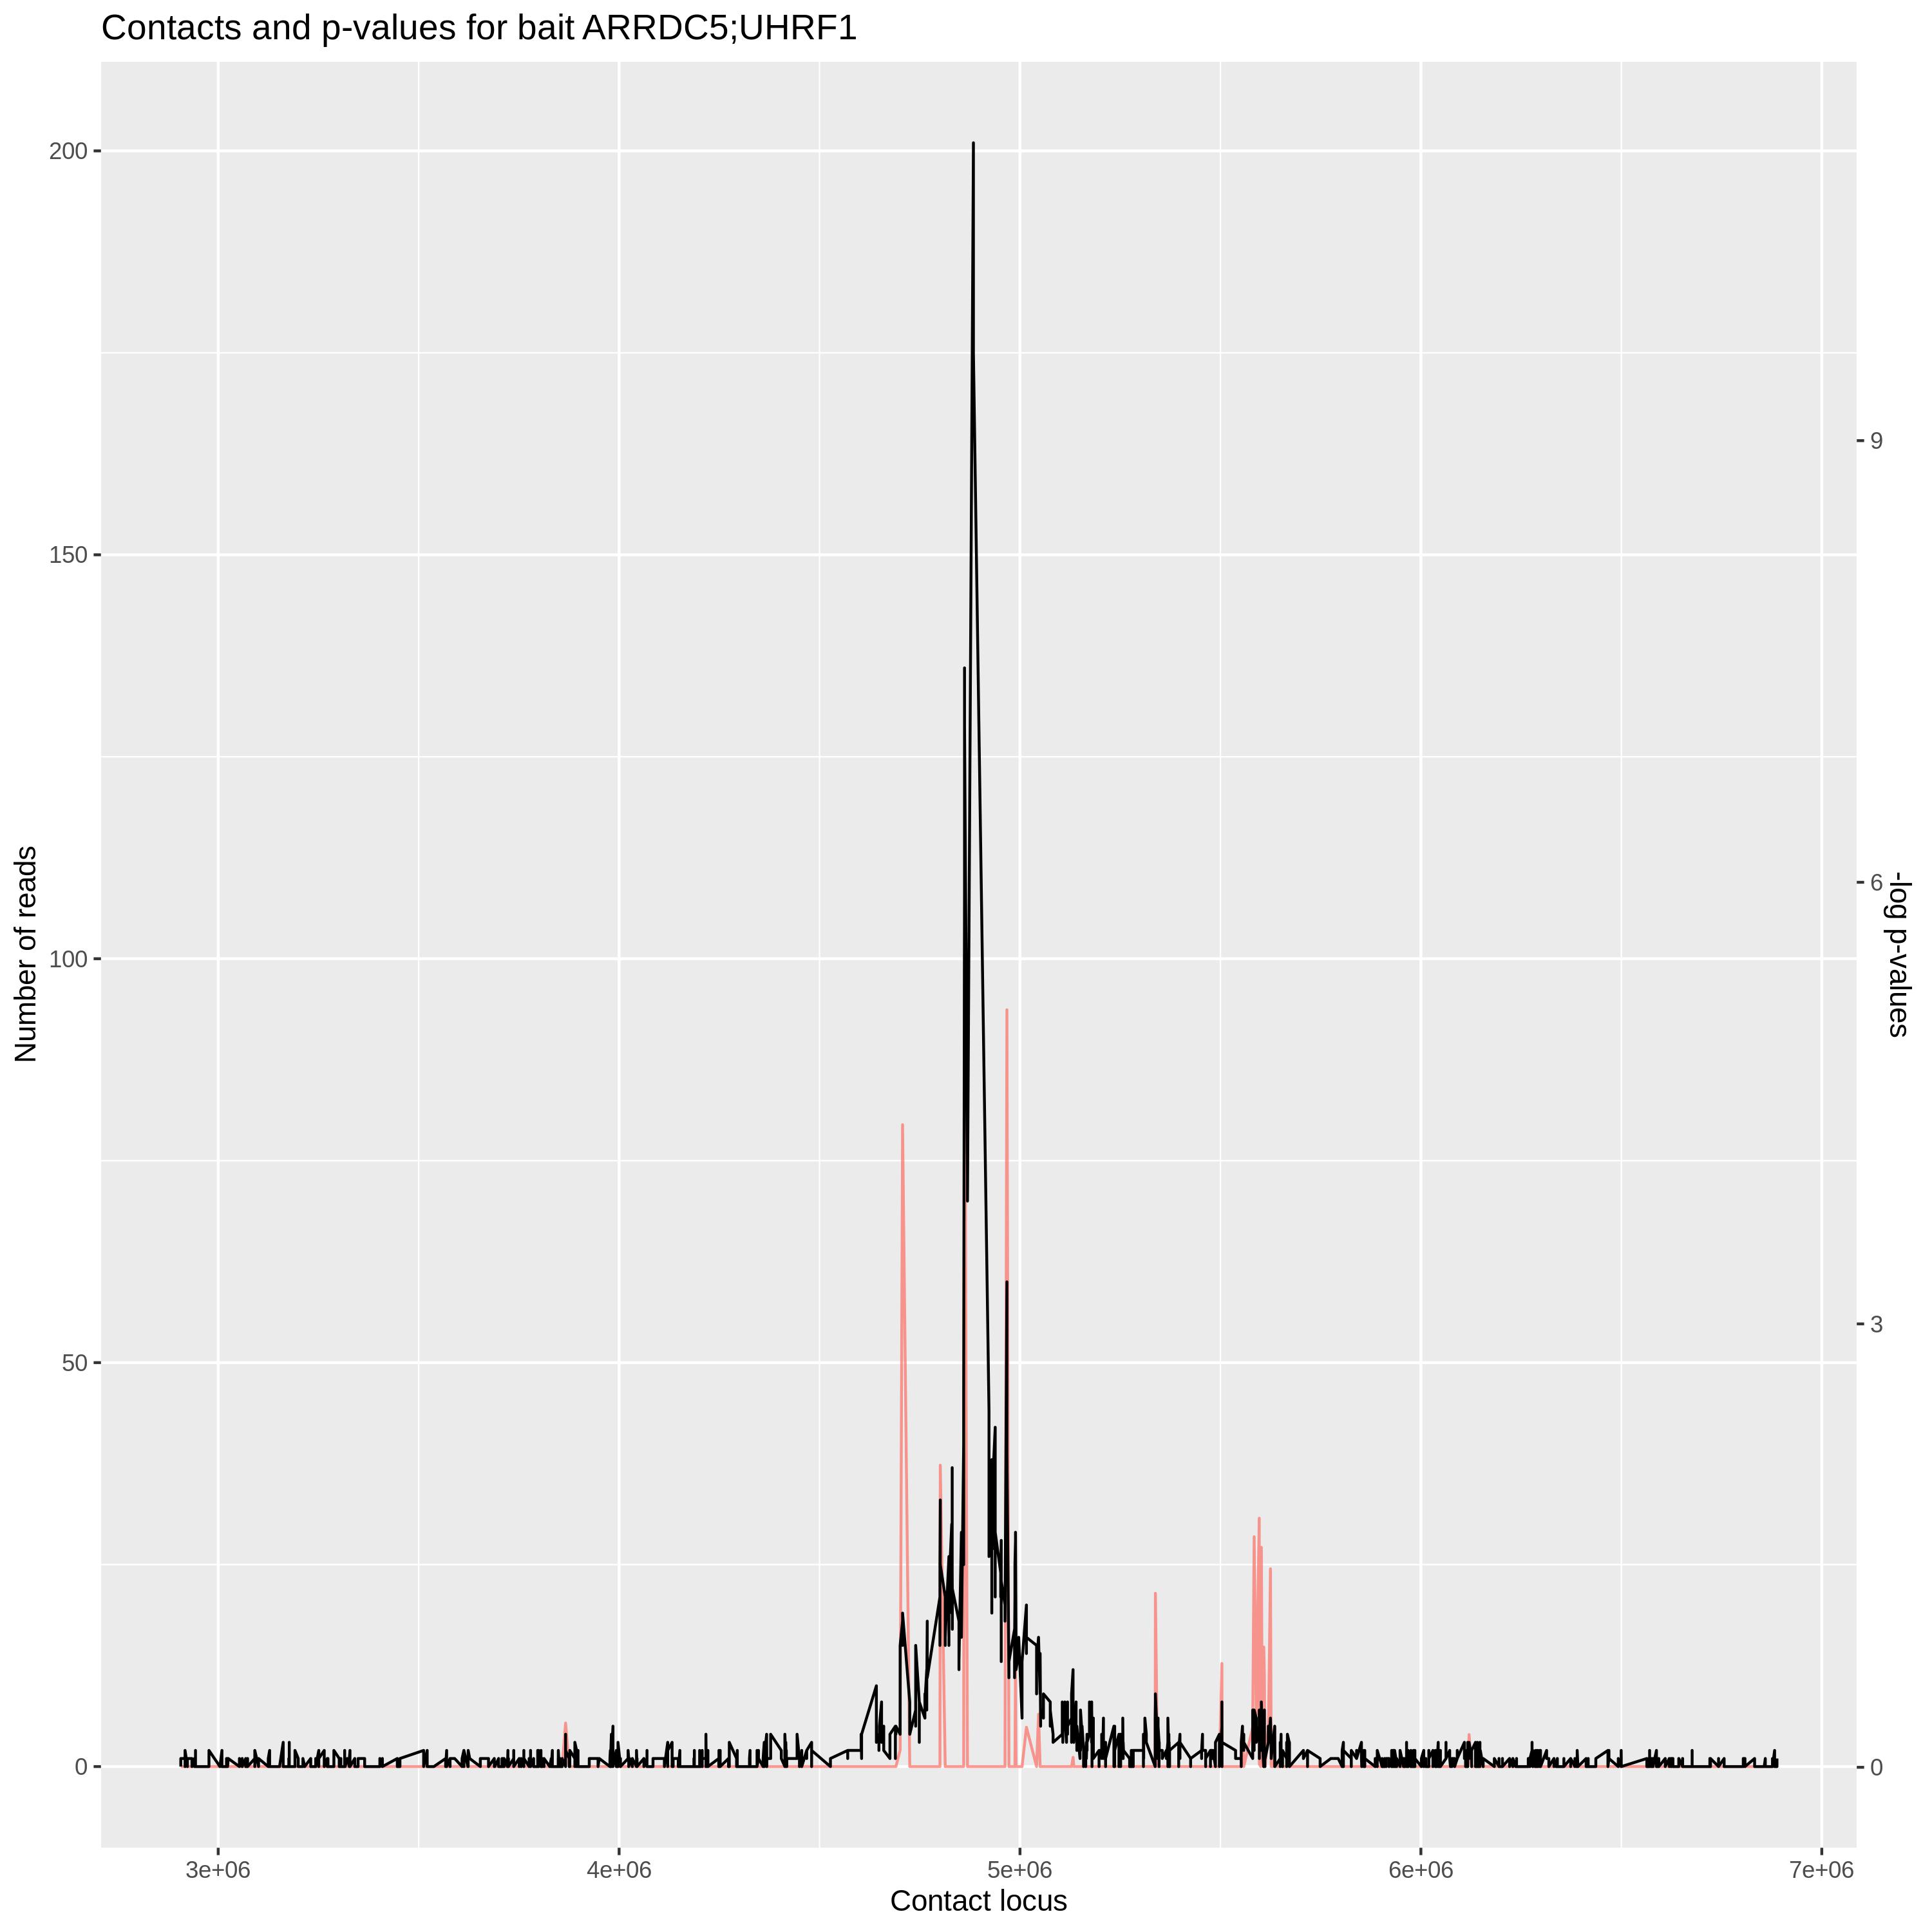 Contacts and p-values for bait ARRDC5;UHRF1
200
150
100
50
0
Number of reads
9
6
3
0
-log p-values
3e+06
4e+06
5e+06
6e+06
7e+06
Contact locus